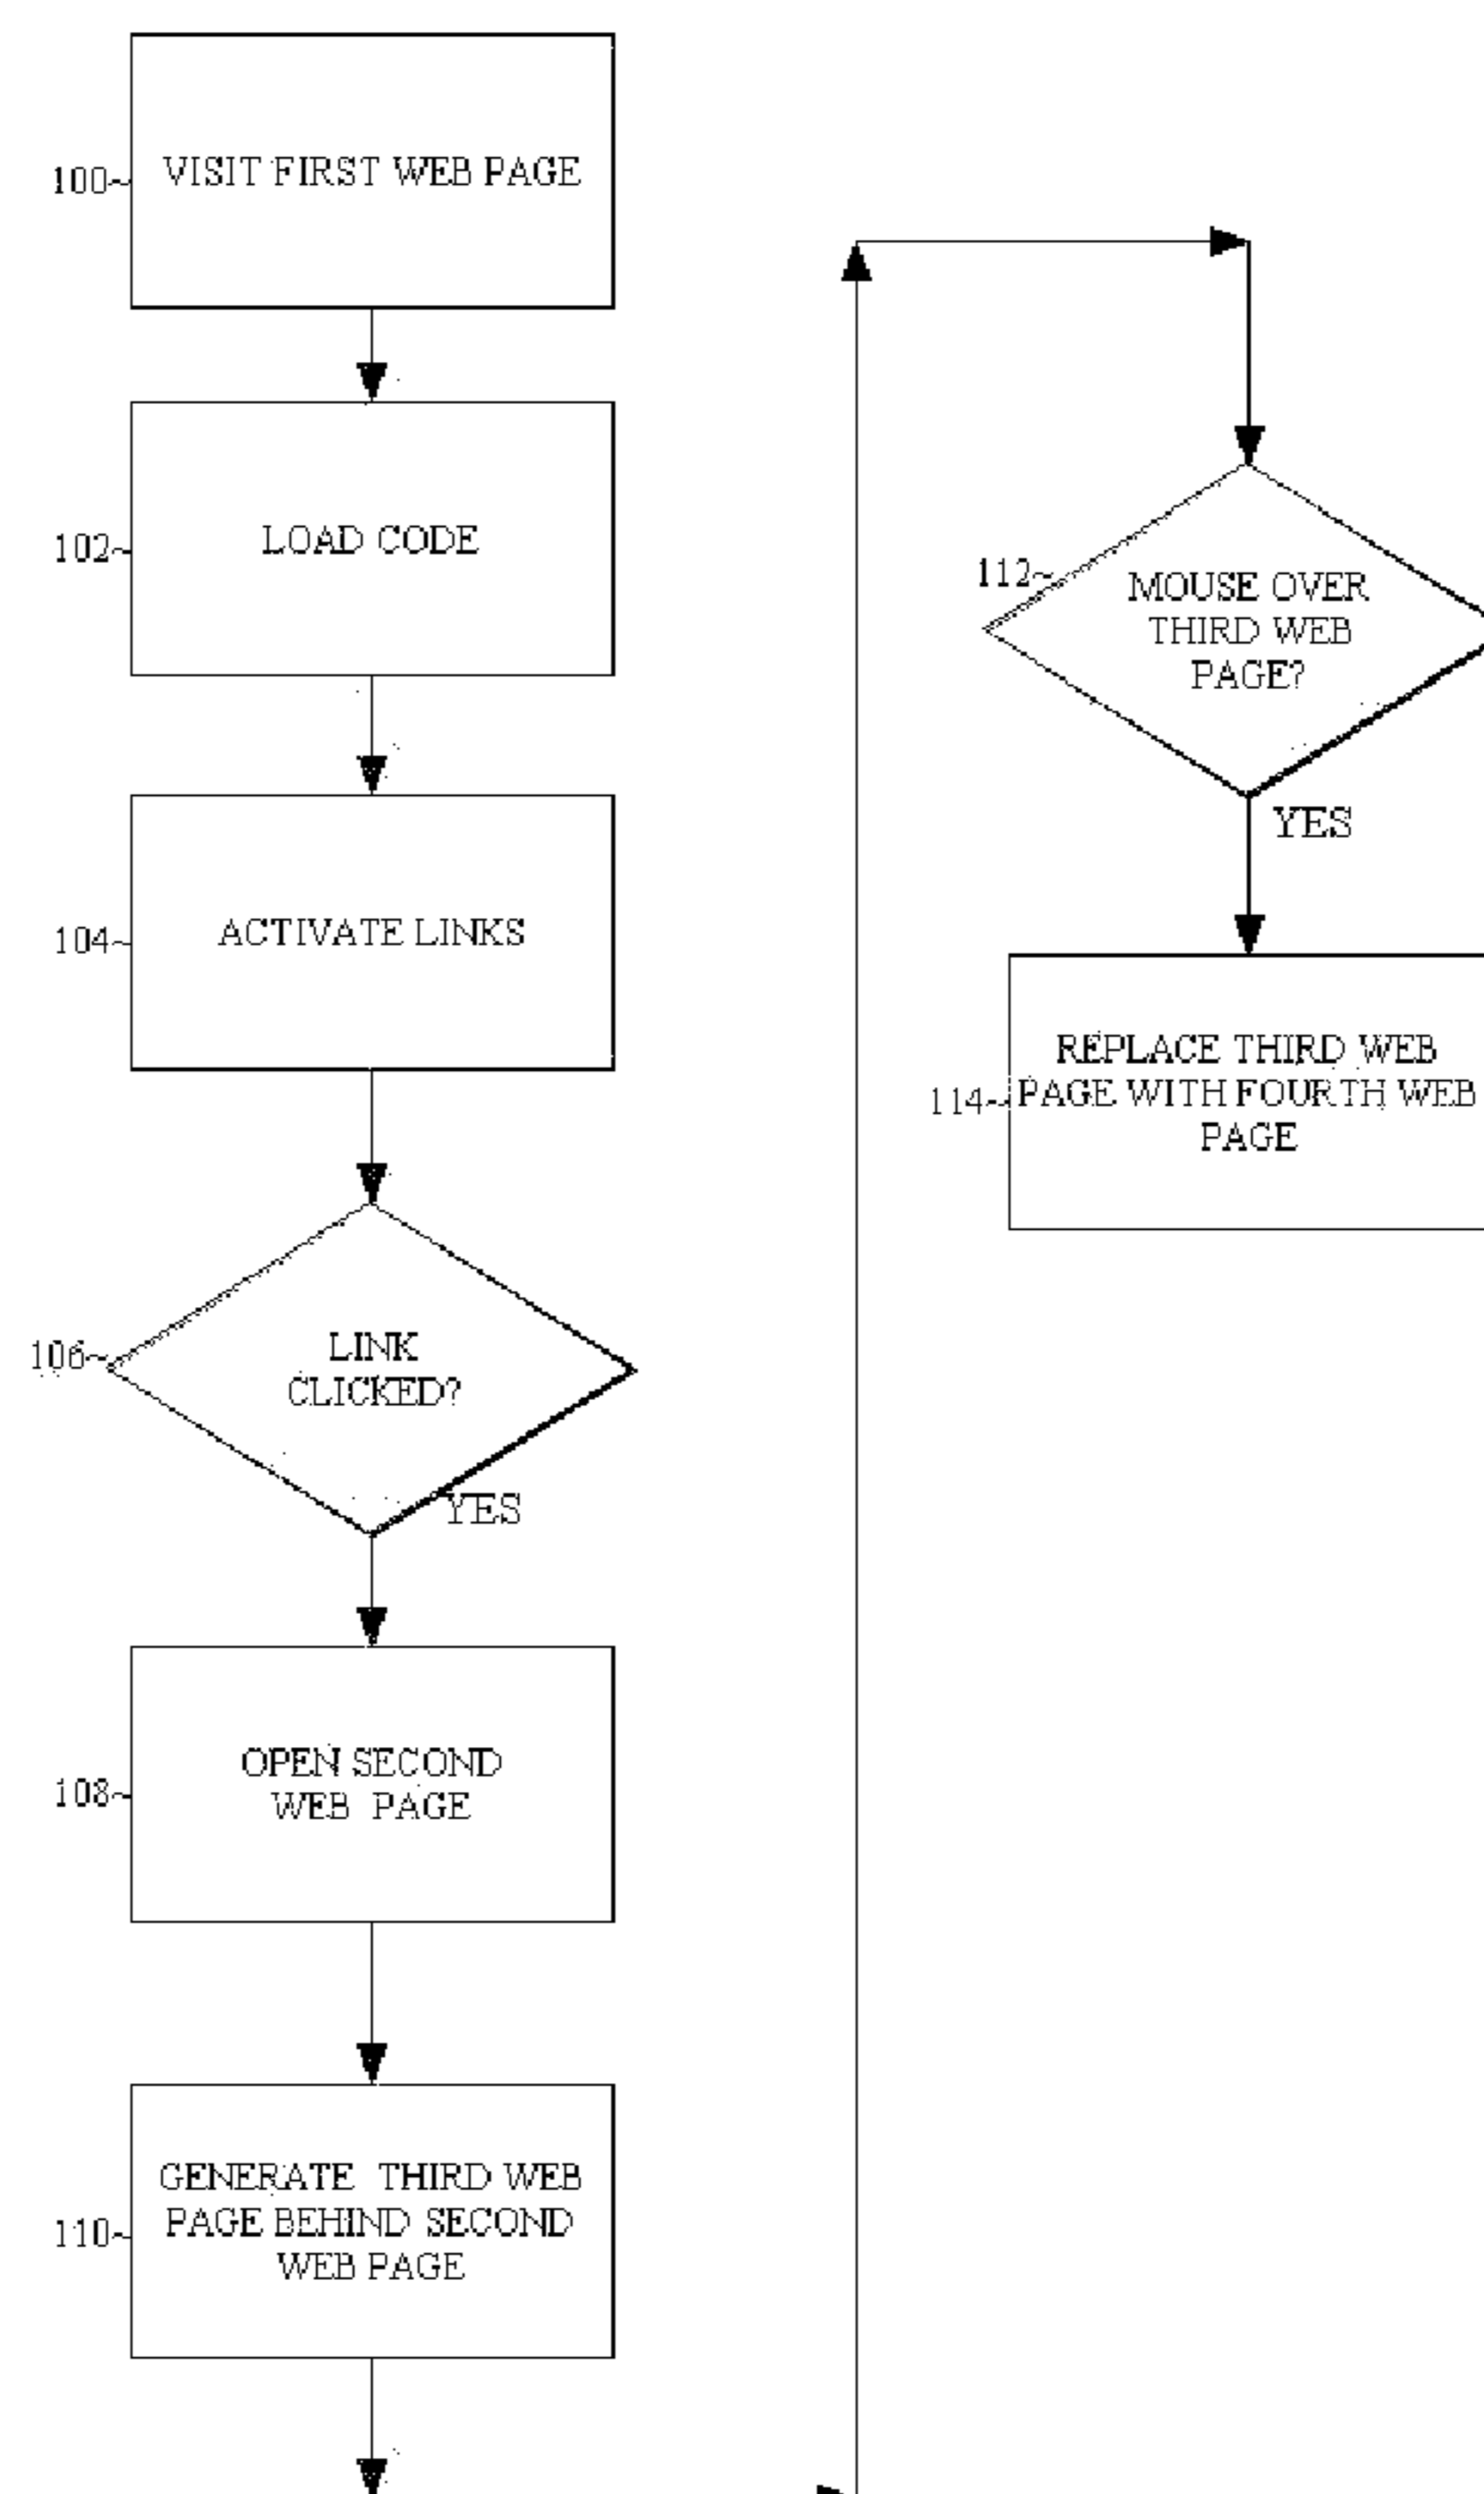 100~
VISIT FIRST WEB PAGE
102~
LOAD CODE
104~
ACTIVATE LINKS
106~
LINK
CLICKED?
YES
108~
OPEN SECOND
WEB PAGE
110~
GENERATE THIRD WEB
PAGE BEHIND SECOND
WEB PAGE
112~
MOUSE OVER
THIRD WEB
PAGE?
YES
114~
REPLACE THIRD WEB
PAGE WITH FOURTH WEB
PAGE